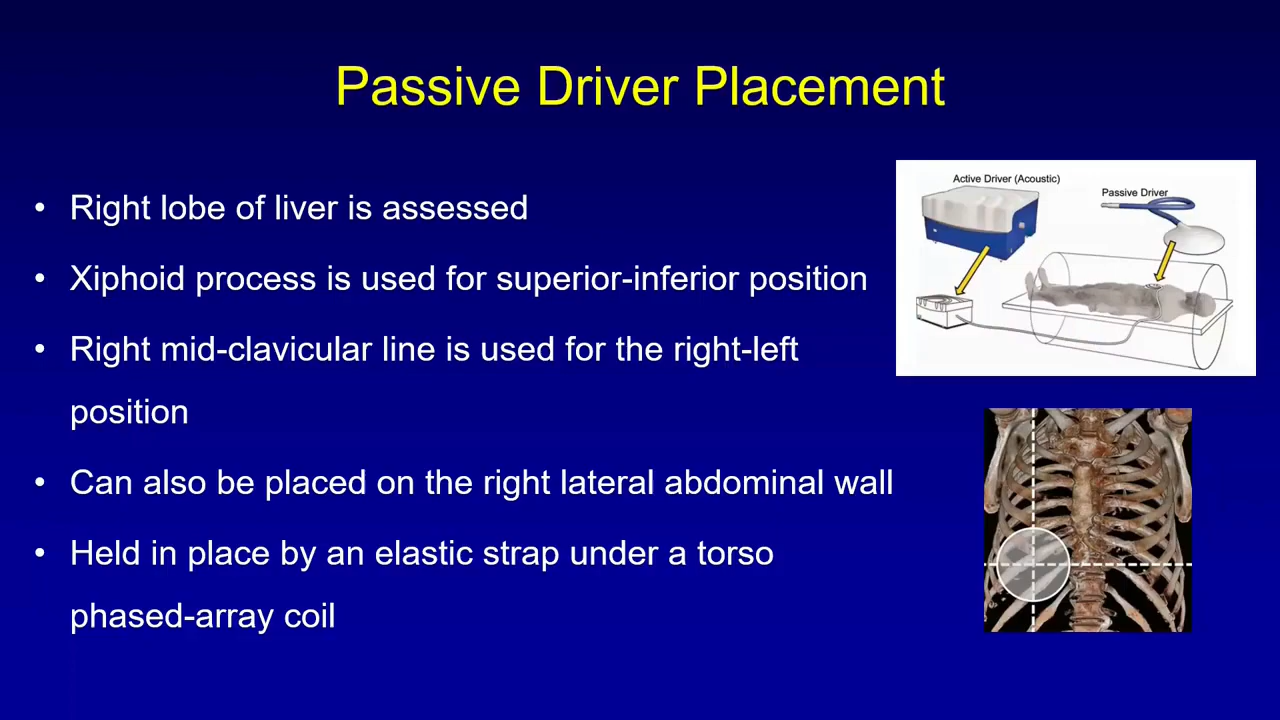 Passive Driver Placement
• Right lobe of liver is assessed
• Xiphoid process is used for superior-inferior position
• Right mid-clavicular line is used for the right-left
position
• Can also be placed on the right lateral abdominal wall
• Held in place by an elastic strap under a torso
phased-array coil
Active Driver (Acoustic)
Passive Driver